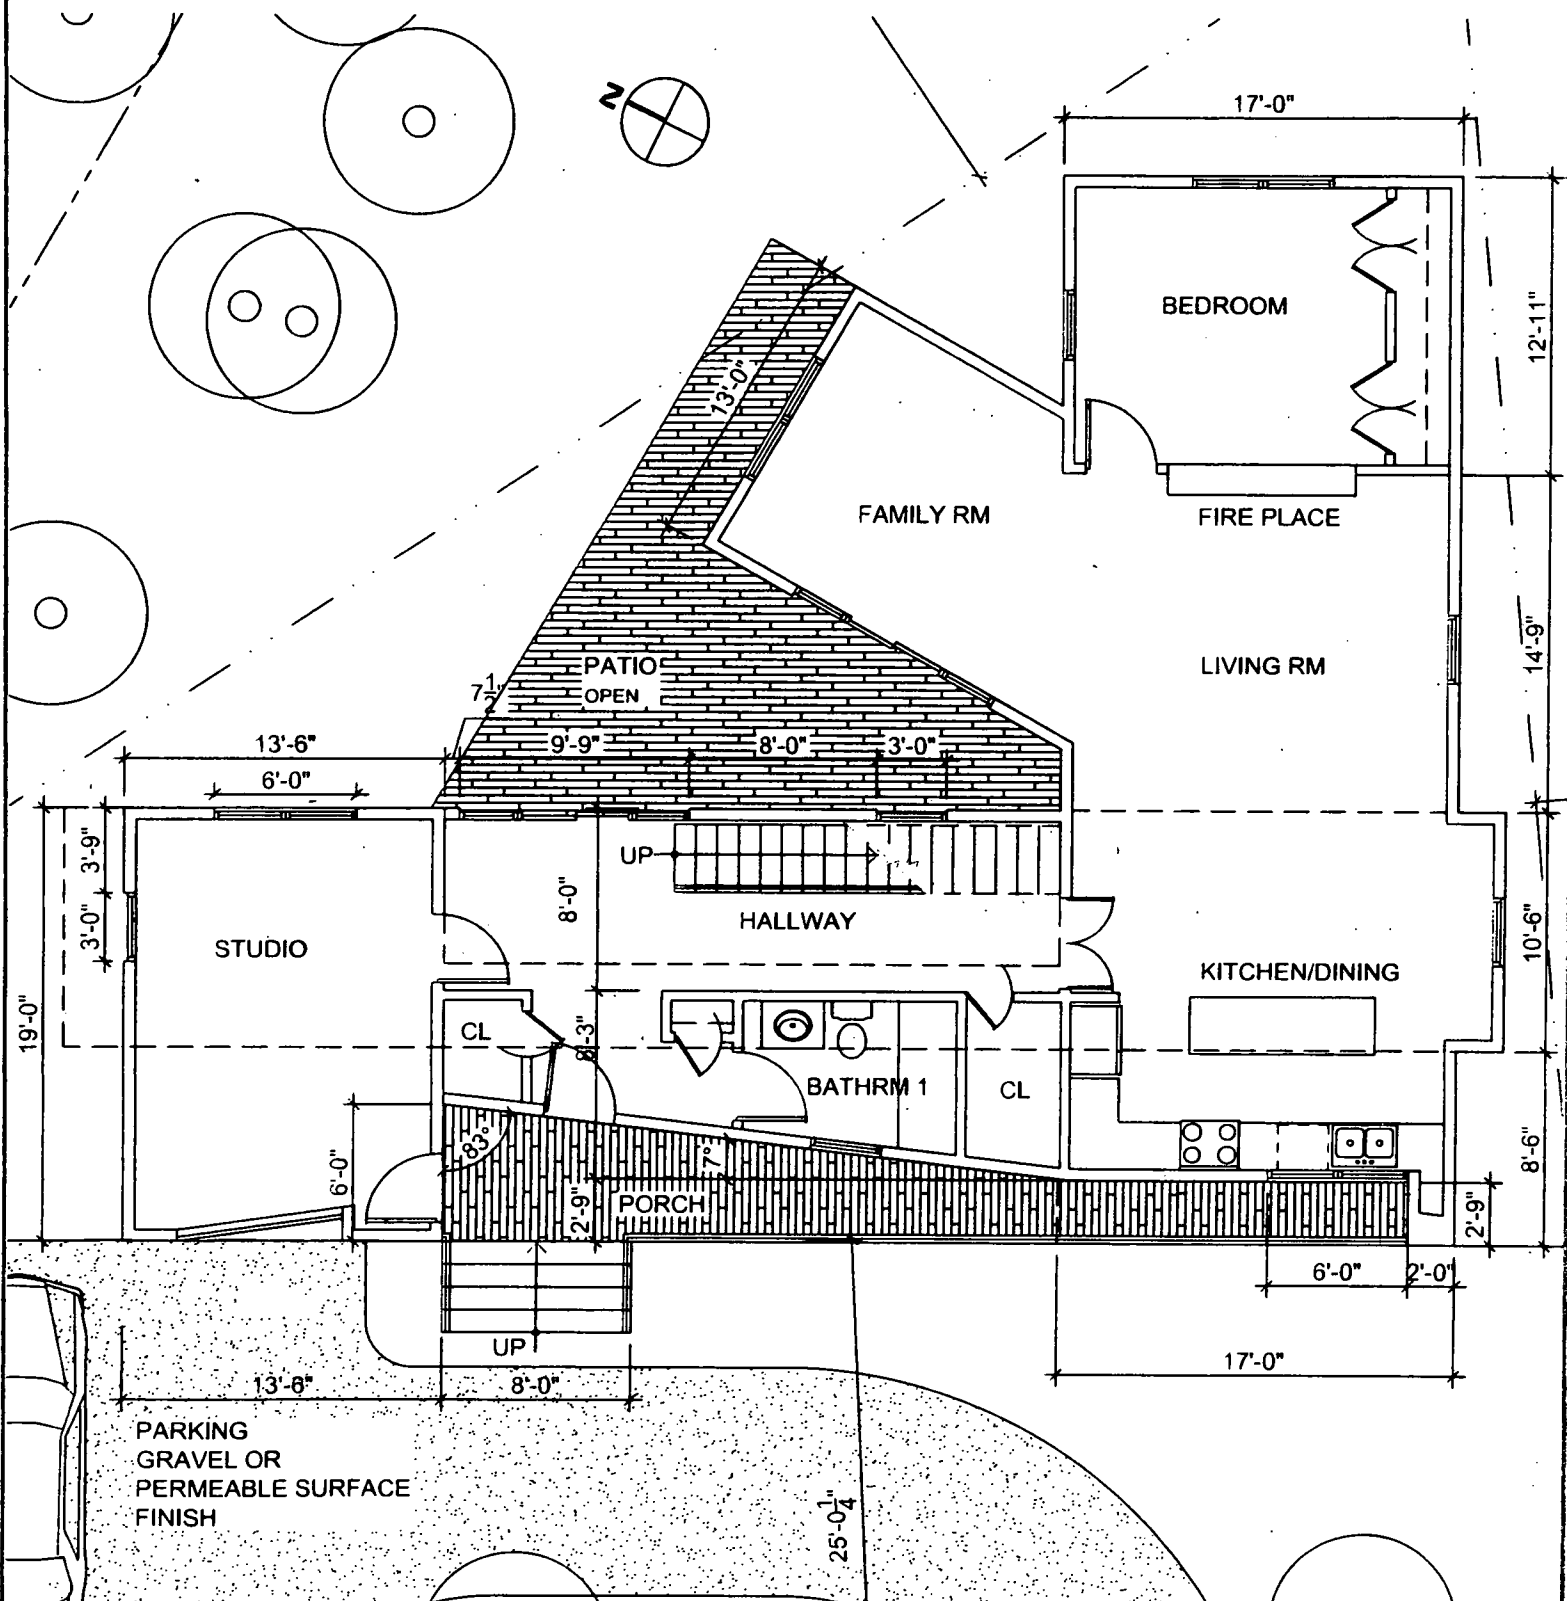 N
17'-0"
BEDROOM
12'-11"
13'-0"
FAMILY RM
FIRE PLACE
PATIO
OPEN
LIVING RM
14'-9"
7 1/2"
13'-6"
9'-9"
8'-0"
3'-0"
6'-0"
3'-9"
UP
8'-0"
HALLWAY
3'-0"
STUDIO
10'-6"
KITCHEN/DINING
19'-0"
CL
8'-3"
BATHRM 1
CL
83°
7°
6'-0"
8'-6"
2'-9"
PORCH
2'-9"
6'-0"
2'-0"
UP
17'-0"
13'-6"
8'-0"
PARKING
GRAVEL OR
PERMEABLE SURFACE
FINISH
25'-0 1/4"